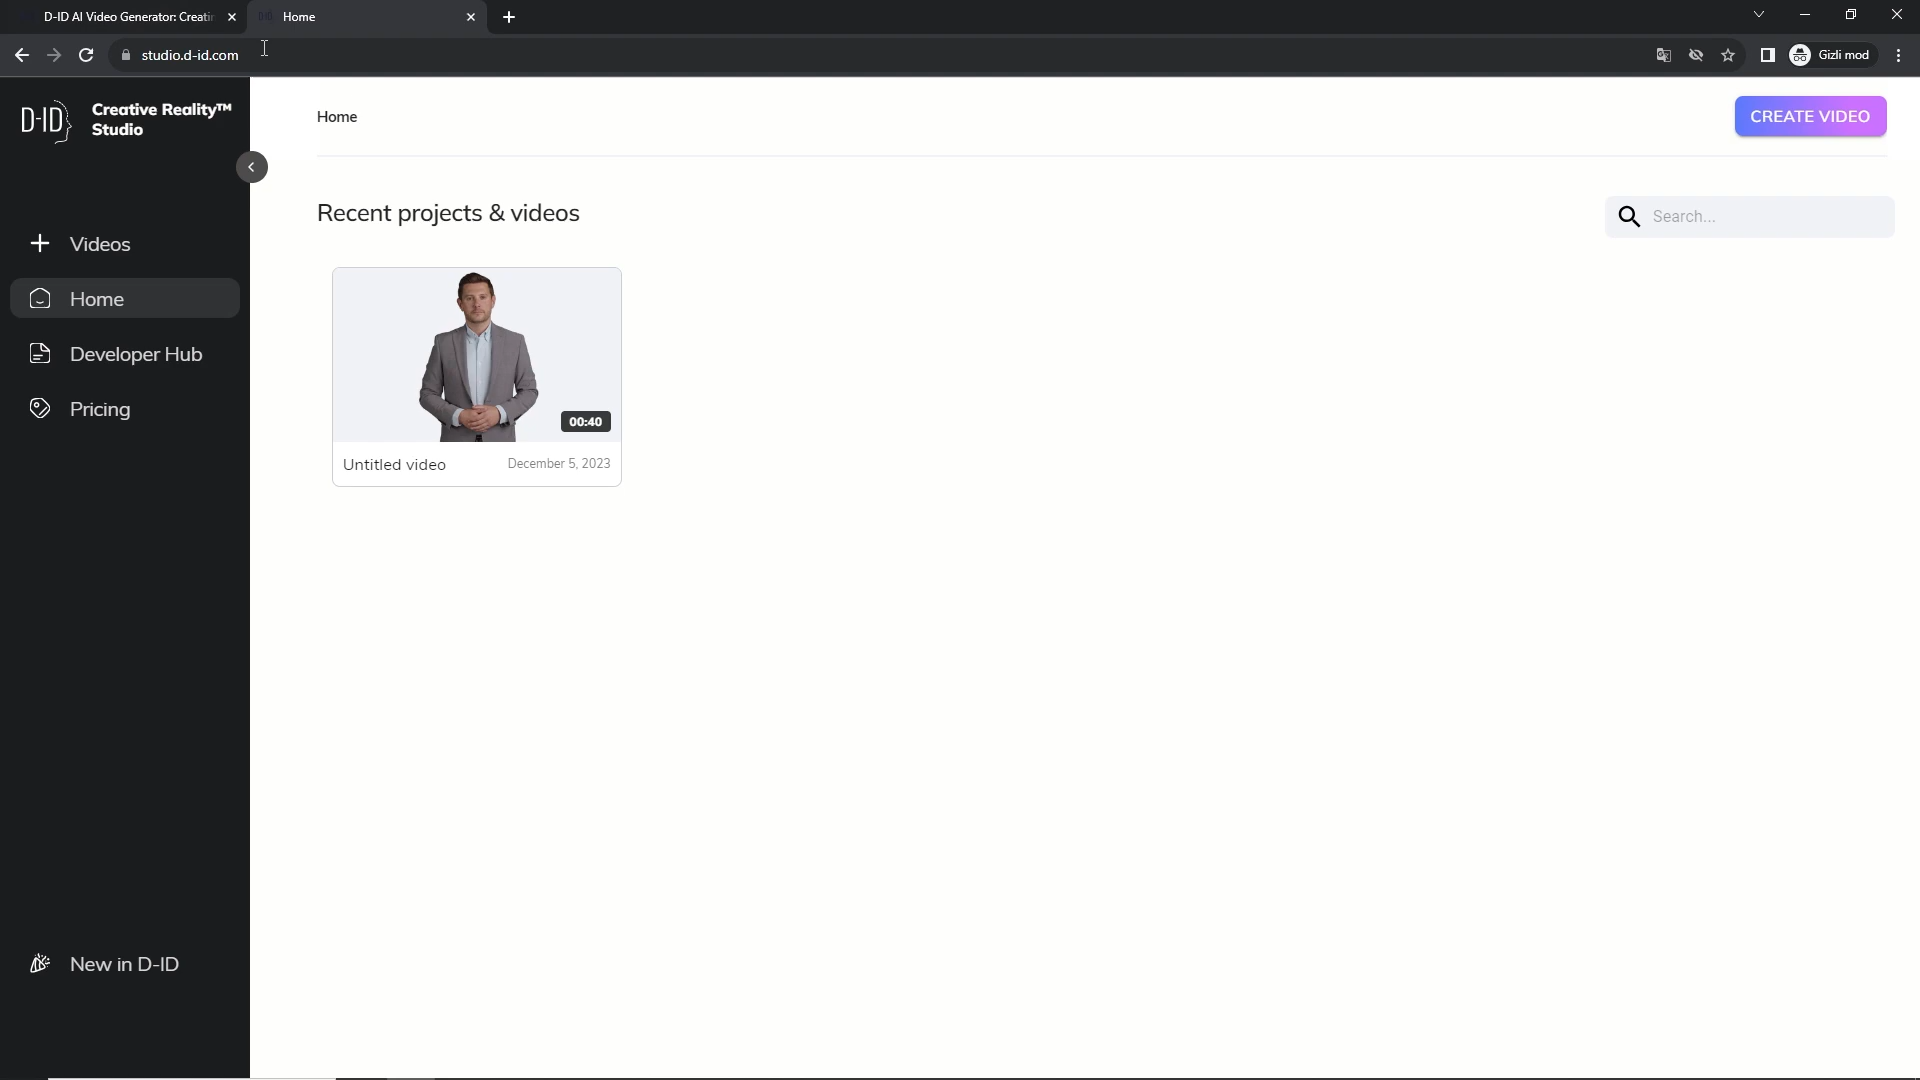 D-ID AI Video Generator: Creatin
Home
studio.d-id.com
Gizli mod
D-ID
Creative Reality™
Studio
Home
CREATE VIDEO
Recent projects & videos
Search...
Videos
Home
Developer Hub
Pricing
00:40
Untitled video
December 5, 2023
New in D-ID